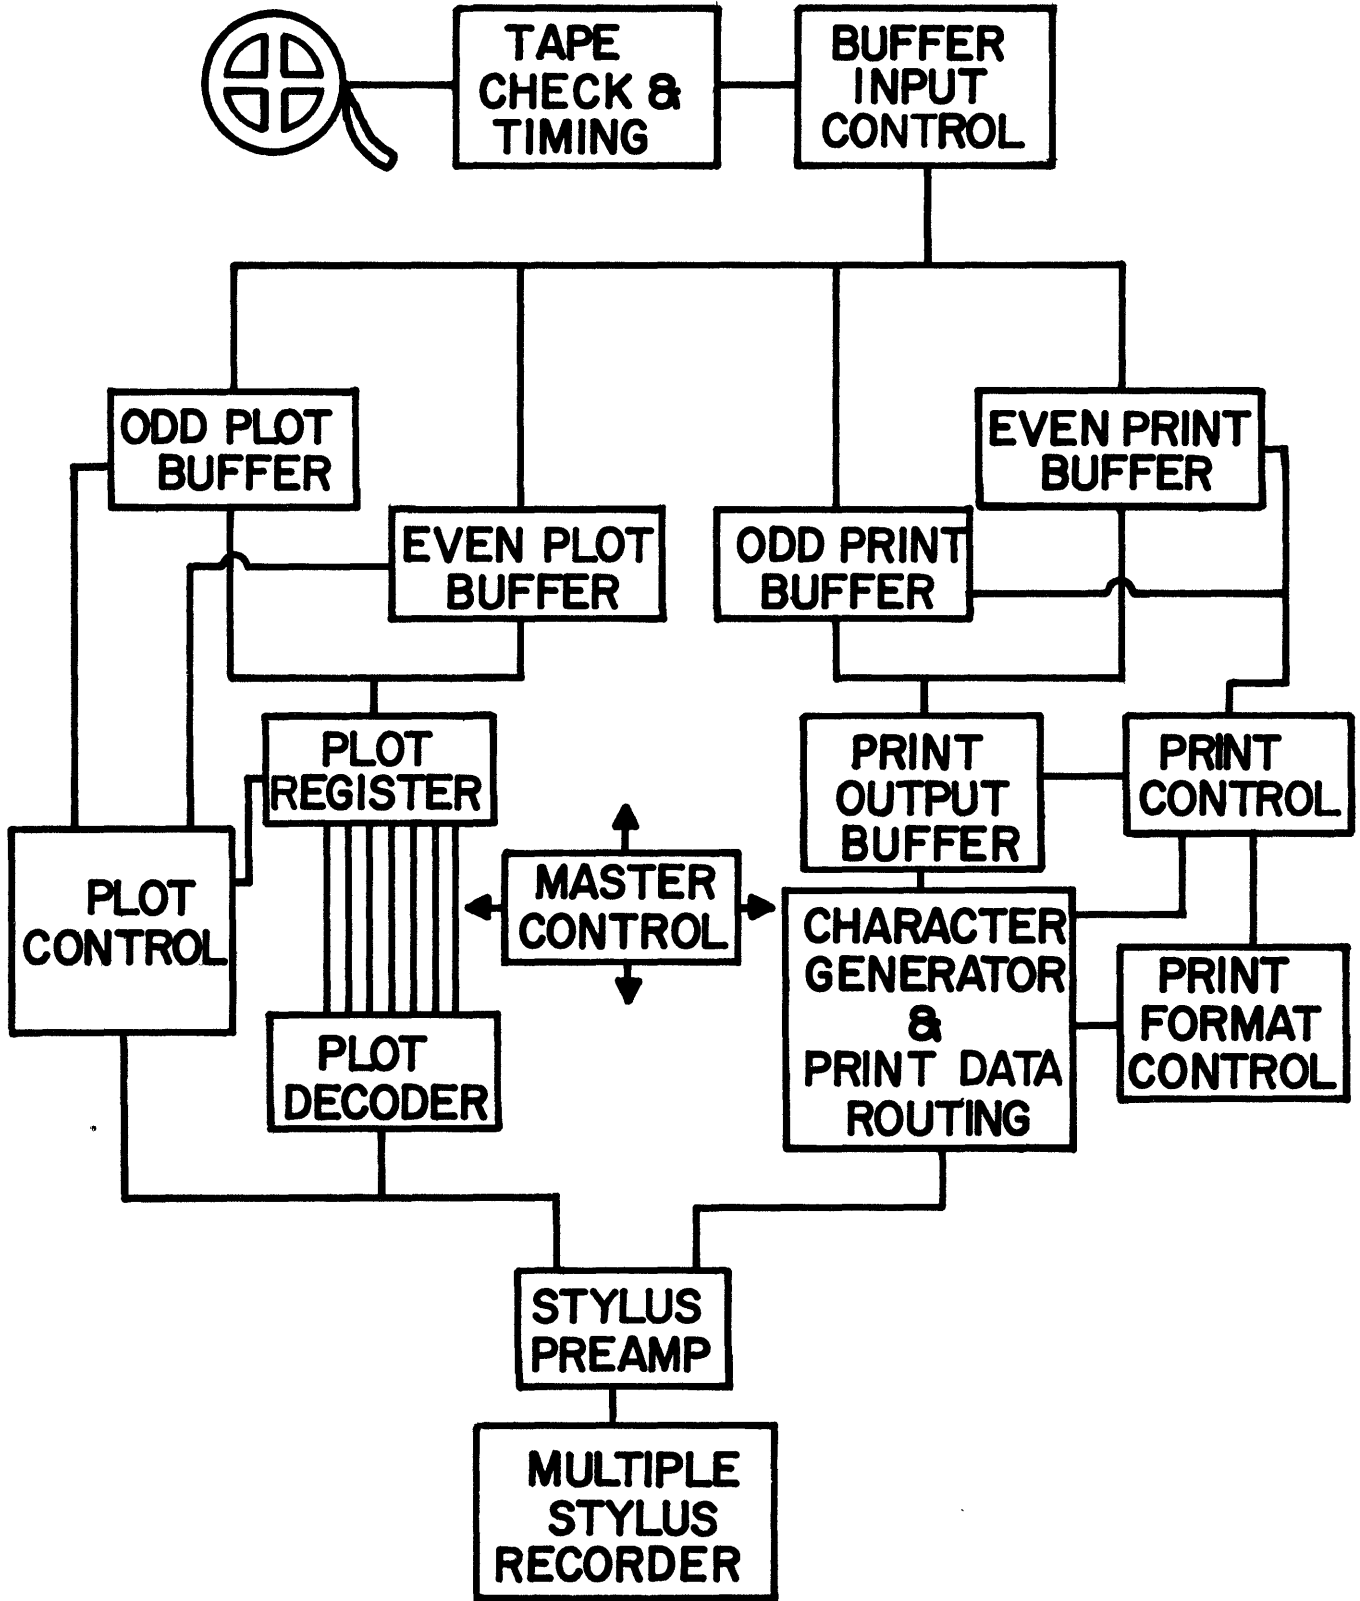 TAPE
CHECK &
TIMING
BUFFER
INPUT
CONTROL
ODD PLOT
BUFFER
EVEN PRINT
BUFFER
EVEN PLOT
BUFFER
ODD PRINT
BUFFER
PLOT
REGISTER
PRINT
OUTPUT
BUFFER
PRINT
CONTROL
PLOT
CONTROL
MASTER
CONTROL
CHARACTER
GENERATOR
&
PRINT DATA
ROUTING
PRINT
FORMAT
CONTROL
PLOT
DECODER
STYLUS
PREAMP
MULTIPLE
STYLUS
RECORDER